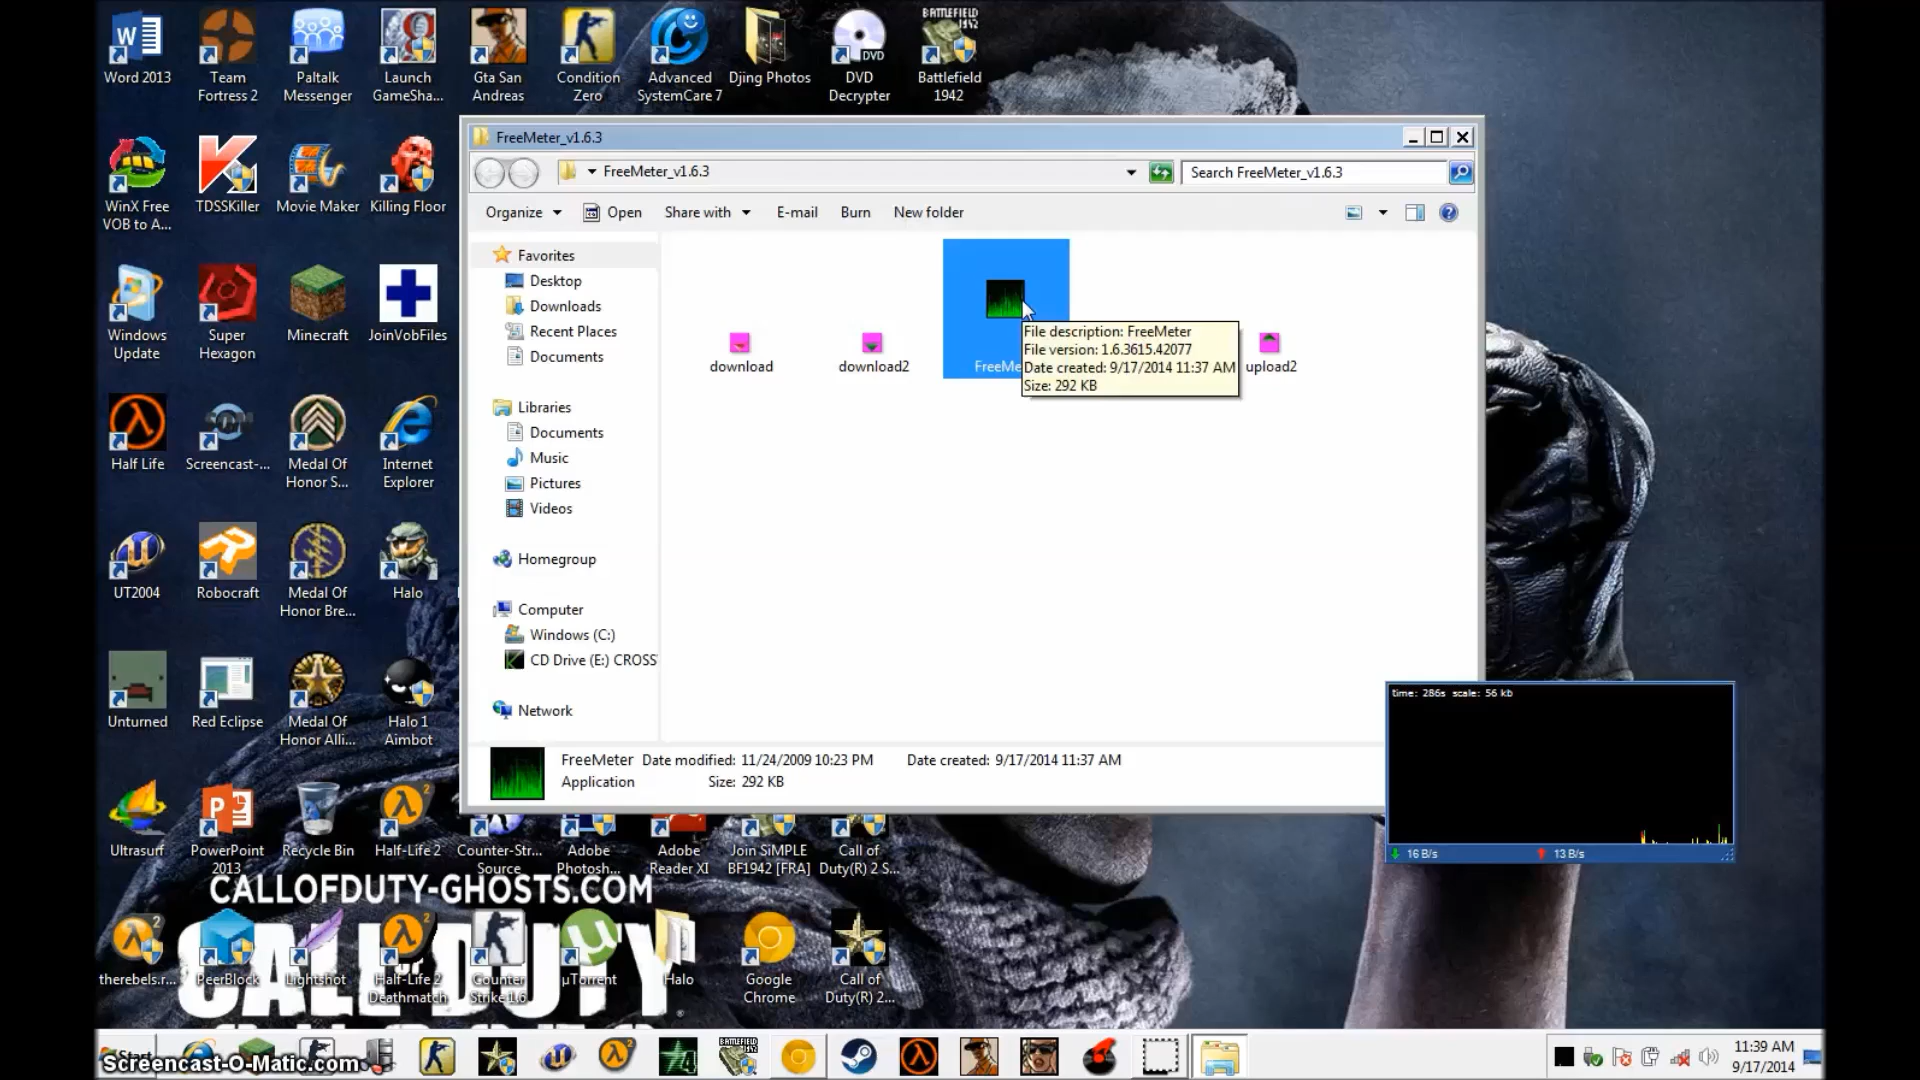 Word 2013
Team
Fortress 2
Paltalk
Messenger
Launch
GameSha...
Gta San
Andreas
Condition
Zero
Advanced
SystemCare 7
Djing Photos
DVD
DVD
Decrypter
BATTLEFIELD
1942
Battlefield
1942
WinX Free
VOB to A...
TDSSKiller
Movie Maker
Killing Floor
Windows
Update
Super
Hexagon
Minecraft
JoinVobFiles
Half Life
Screencast-...
Medal Of
Honor S...
Internet
Explorer
UT2004
Robocraft
Medal Of
Honor Bre...
Halo
Unturned
Red Eclipse
Medal Of
Honor Alli...
Halo 1
Aimbot
FreeMeter_v1.6.3
FreeMeter_v1.6.3
Search FreeMeter_v1.6.3
Organize
Open
Share with
E-mail
Burn
New folder
Favorites
Desktop
Downloads
Recent Places
Documents
Libraries
Documents
Music
Pictures
Videos
Homegroup
Computer
Windows (C:)
CD Drive (E:) CROSS
Network
download
download2
FreeMe
upload2
File description: FreeMeter
File version: 1.6.3615.42077
Date created: 9/17/2014 11:37 AM
Size: 292 KB
FreeMeter Date modified: 11/24/2009 10:23 PM Date created: 9/17/2014 11:37 AM
Application Size: 292 KB
time: 286s scale: 56 kb
16 B/s
13 B/s
Ultrasurf
PowerPoint
2013
Recycle Bin
Half-Life 2
Counter-Str...
Source
Adobe
Photosh...
Adobe
Reader XI
Join SiMPLE
BF1942 [FRA]
Call of
Duty(R) 2 S...
CALLOFDUTY-GHOSTS.COM
CALL OF DUTY
therebels.r...
PeerBlock
Lightshot
Half-Life 2
Deathmatch
Counter
Strike 1.6
µTorrent
Halo
Google
Chrome
Call of
Duty(R) 2...
Start
Screencast-O-Matic.com
BATTLEFIELD
1942
11:39 AM
9/17/2014